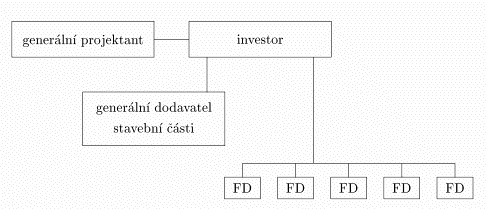 generální projektant
investor
generální dodavatel
stavební části
FD
FD
FD
FD
FD